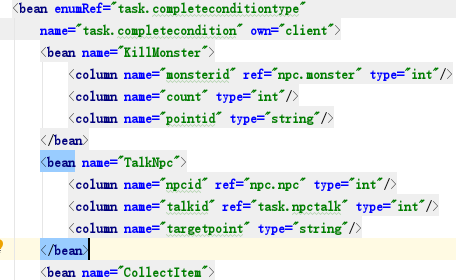 <bean enumRef="task.completeconditiontype"
name="task.completecondition" own="client">
<bean name="KillMonster">
<column name="monsterid" ref="npc.monster" type="int"/>
<column name="count" type="int"/>
<column name="pointid" type="string"/>
</bean>
<bean name="TalkNpc">
<column name="npcid" ref="npc.npc" type="int"/>
<column name="talkid" ref="task.npctalk" type="int"/>
<column name="targetpoint" type="string"/>
</bean>
<bean name="CollectItem">